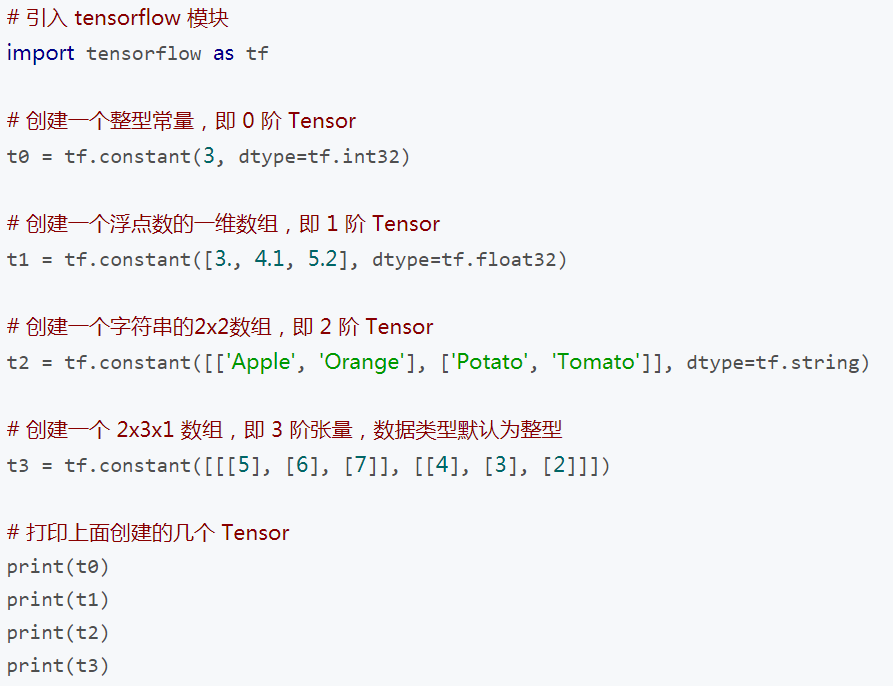 # 引入 tensorflow 模块
import tensorflow as tf
# 创建一个整型常量，即 0 阶 Tensor
t0 = tf.constant(3, dtype=tf.int32)
# 创建一个浮点数的一维数组，即 1 阶 Tensor
t1 = tf.constant([3., 4.1, 5.2], dtype=tf.float32)
# 创建一个字符串的2x2数组，即 2 阶 Tensor
t2 = tf.constant([['Apple', 'Orange'], ['Potato', 'Tomato']], dtype=tf.string)
# 创建一个 2x3x1 数组，即 3 阶张量，数据类型默认为整型
t3 = tf.constant([[[5], [6], [7]], [[4], [3], [2]]])
# 打印上面创建的几个 Tensor
print(t0)
print(t1)
print(t2)
print(t3)